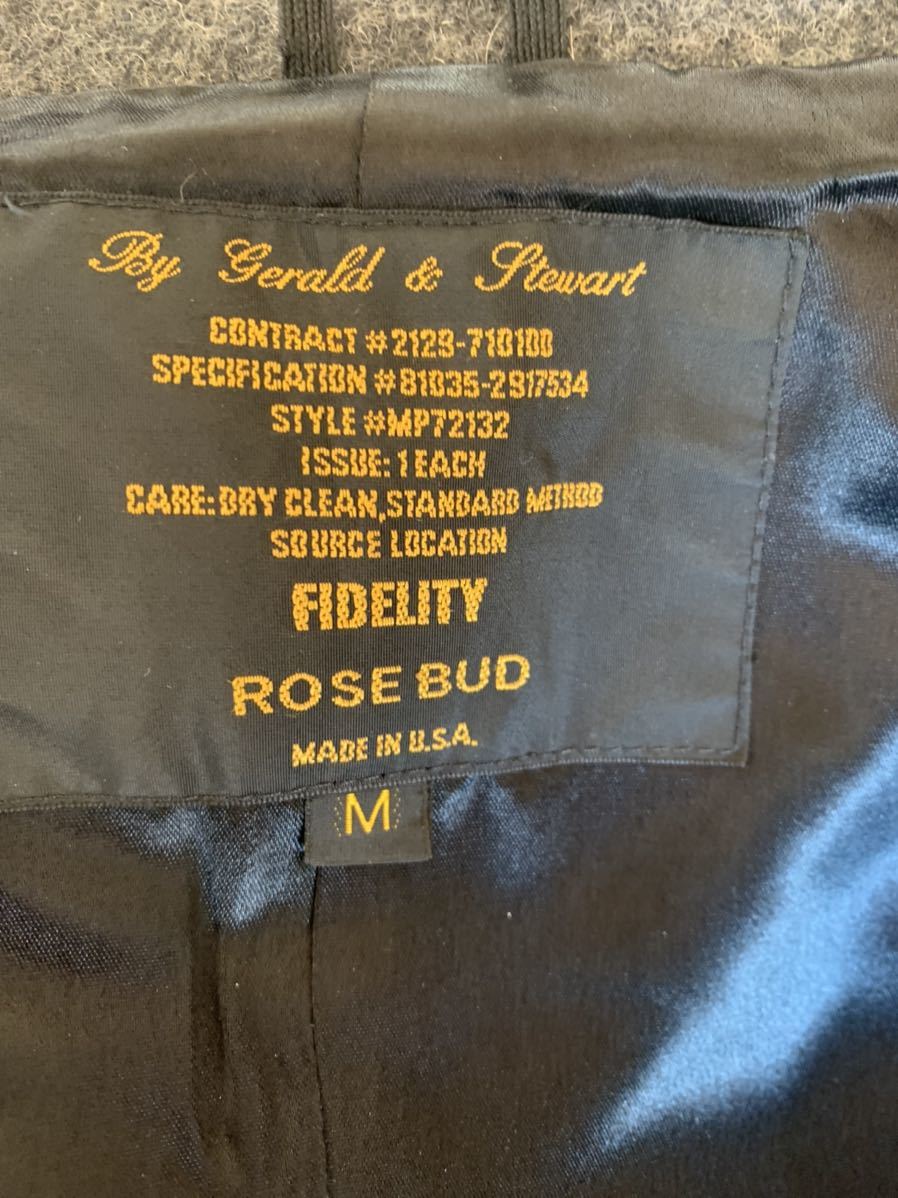 By Gerald & Stewart
CONTRACT #2129-710100
SPECIFICATION #81035-2917534
STYLE #MP72132
ISSUE: 1 EACH
CARE:DRY CLEAN,STANDARD METHOD
SOURCE LOCATION
FIDELITY
ROSE BUD
MADE IN U.S.A.
M